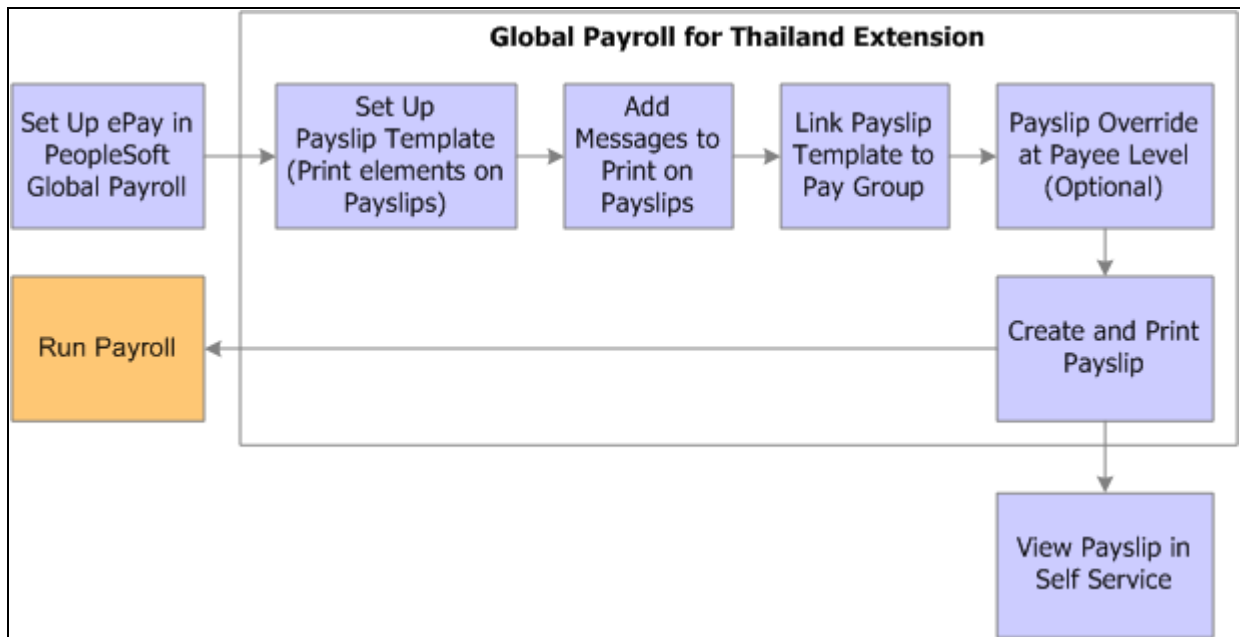 Global Payroll for Thailand Extension
Set Up ePay in
PeopleSoft
Global Payroll
Set Up
Payslip Template
(Print elements on
Payslips)
Add
Messages to
Print on
Payslips
Link Payslip
Template to
Pay Group
Payslip Override
at Payee Level
(Optional)
Run Payroll
Create and Print
Payslip
View Payslip in
Self Service